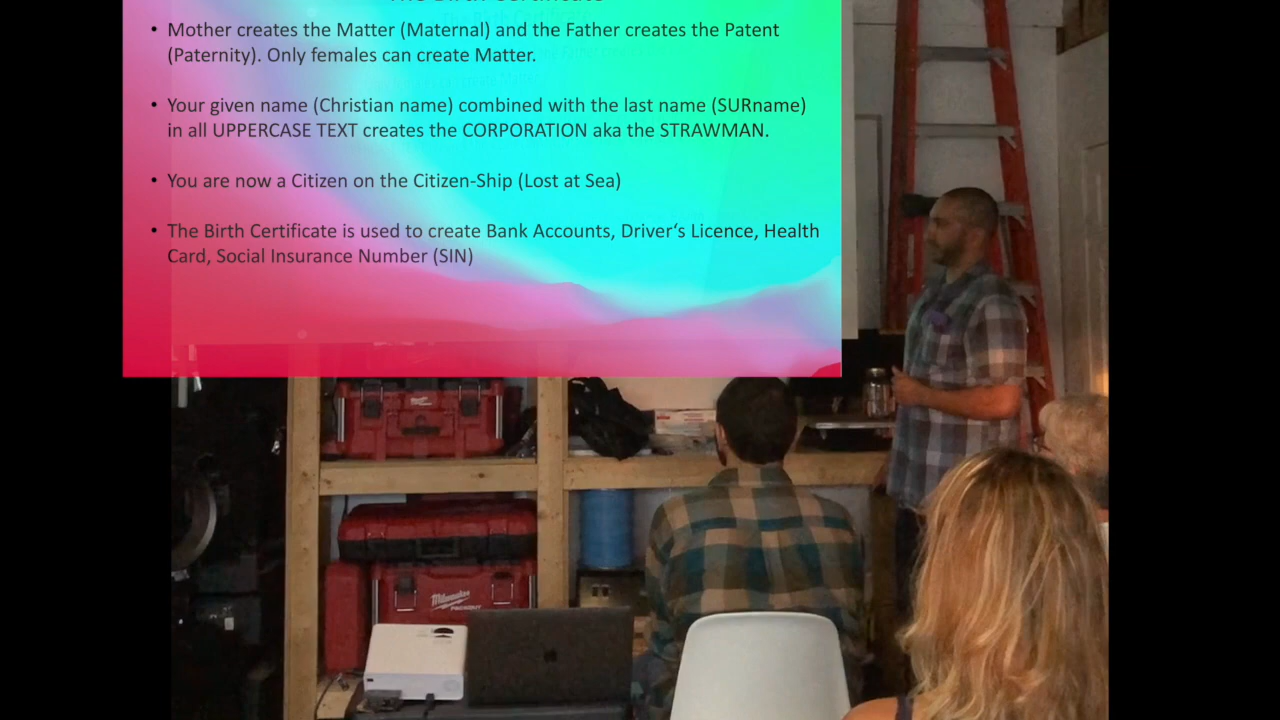 • Mother creates the Matter (Maternal) and the Father creates the Patent
(Paternity). Only females can create Matter.
• Your given name (Christian name) combined with the last name (SURname)
in all UPPERCASE TEXT creates the CORPORATION aka the STRAWMAN.
• You are now a Citizen on the Citizen-Ship (Lost at Sea)
• The Birth Certificate is used to create Bank Accounts, Driver‘s Licence, Health
Card, Social Insurance Number (SIN)
Milwaukee
PACKOUT